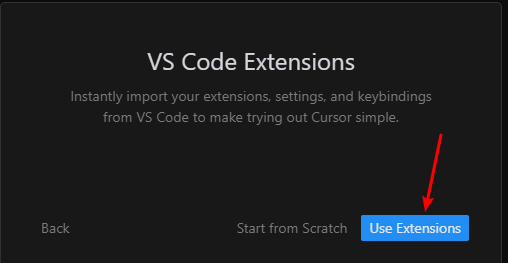 VS Code Extensions
Instantly import your extensions, settings, and keybindings
from VS Code to make trying out Cursor simple.
Back
Start from Scratch
Use Extensions